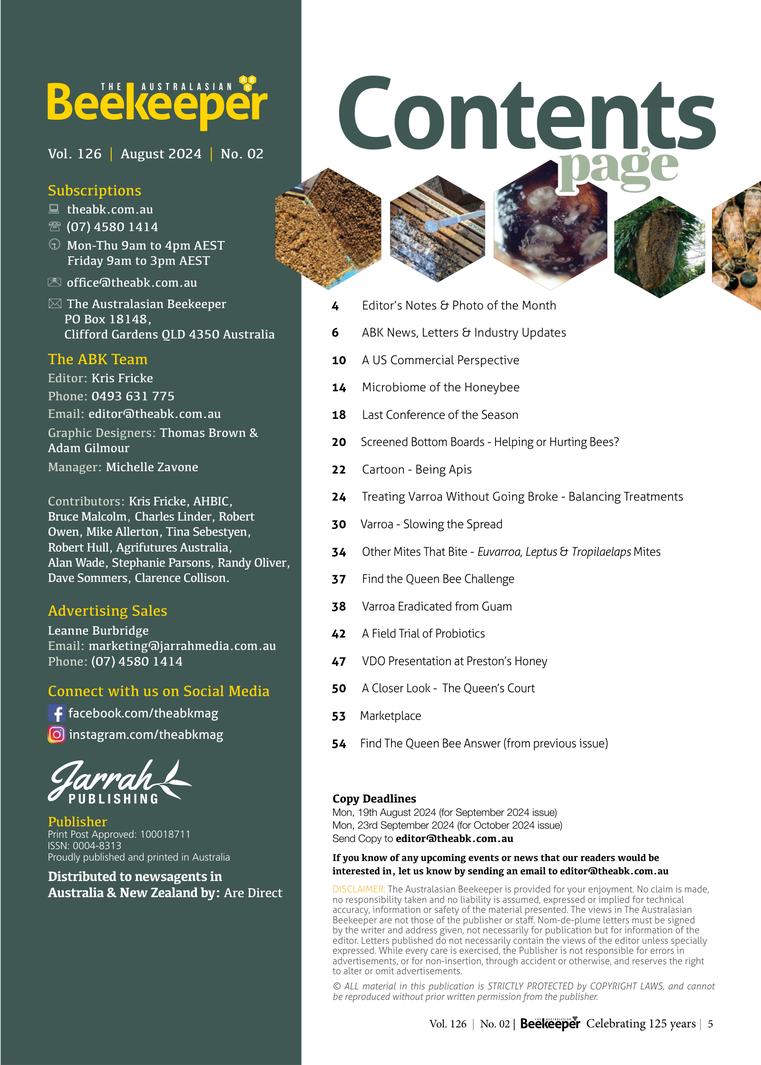 THE AUSTRALASIAN
Beekeeper
Vol. 126 | August 2024 | No. 02
Subscriptions
theabk.com.au
(07) 4580 1414
Mon-Thu 9am to 4pm AEST
Friday 9am to 3pm AEST
office@theabk.com.au
The Australasian Beekeeper
PO Box 18148,
Clifford Gardens QLD 4350 Australia
The ABK Team
Editor: Kris Fricke
Phone: 0493 631 775
Email: editor@theabk.com.au
Graphic Designers: Thomas Brown &
Adam Gilmour
Manager: Michelle Zavone
Contributors: Kris Fricke, AHBIC,
Bruce Malcolm, Charles Linder, Robert
Owen, Mike Allerton, Tina Sebestyen,
Robert Hull, Agrifutures Australia,
Alan Wade, Stephanie Parsons, Randy Oliver,
Dave Sommers, Clarence Collison.
Advertising Sales
Leanne Burbridge
Email: marketing@jarrahmedia.com.au
Phone: (07) 4580 1414
Connect with us on Social Media
facebook.com/theabkmag
instagram.com/theabkmag
Jarrah
PUBLISHING
Publisher
Print Post Approved: 100018711
ISSN: 0004-8313
Proudly published and printed in Australia
Distributed to newsagents in
Australia & New Zealand by: Are Direct
Contents
page
4 Editor's Notes & Photo of the Month
6 ABK News, Letters & Industry Updates
10 A US Commercial Perspective
14 Microbiome of the Honeybee
18 Last Conference of the Season
20 Screened Bottom Boards - Helping or Hurting Bees?
22 Cartoon - Being Apis
24 Treating Varroa Without Going Broke - Balancing Treatments
30 Varroa - Slowing the Spread
34 Other Mites That Bite - Euvarroa, Leptus & Tropilaelaps Mites
37 Find the Queen Bee Challenge
38 Varroa Eradicated from Guam
42 A Field Trial of Probiotics
47 VDO Presentation at Preston's Honey
50 A Closer Look - The Queen's Court
53 Marketplace
54 Find The Queen Bee Answer (from previous issue)
Copy Deadlines
Mon, 19th August 2024 (for September 2024 issue)
Mon, 23rd September 2024 (for October 2024 issue)
Send Copy to editor@theabk.com.au
If you know of any upcoming events or news that our readers would be
interested in, let us know by sending an email to editor@theabk.com.au
DISCLAIMER: The Australasian Beekeeper is provided for your enjoyment. No claim is made,
no responsibility taken and no liability is assumed, expressed or implied for technical
accuracy, information or safety of the material presented. The views in The Australasian
Beekeeper are not those of the publisher or staff. Nom-de-plume letters must be signed
by the writer and address given, not necessarily for publication but for information of the
editor. Letters published do not necessarily contain the views of the editor unless specially
expressed. While every care is exercised, the Publisher is not responsible for errors in
advertisements, or for non-insertion, through accident or otherwise, and reserves the right
to alter or omit advertisements.
© ALL material in this publication is STRICTLY PROTECTED by COPYRIGHT LAWS, and cannot
be reproduced without prior written permission from the publisher.
Vol. 126 | No. 02 | Beekeeper Celebrating 125 years | 5